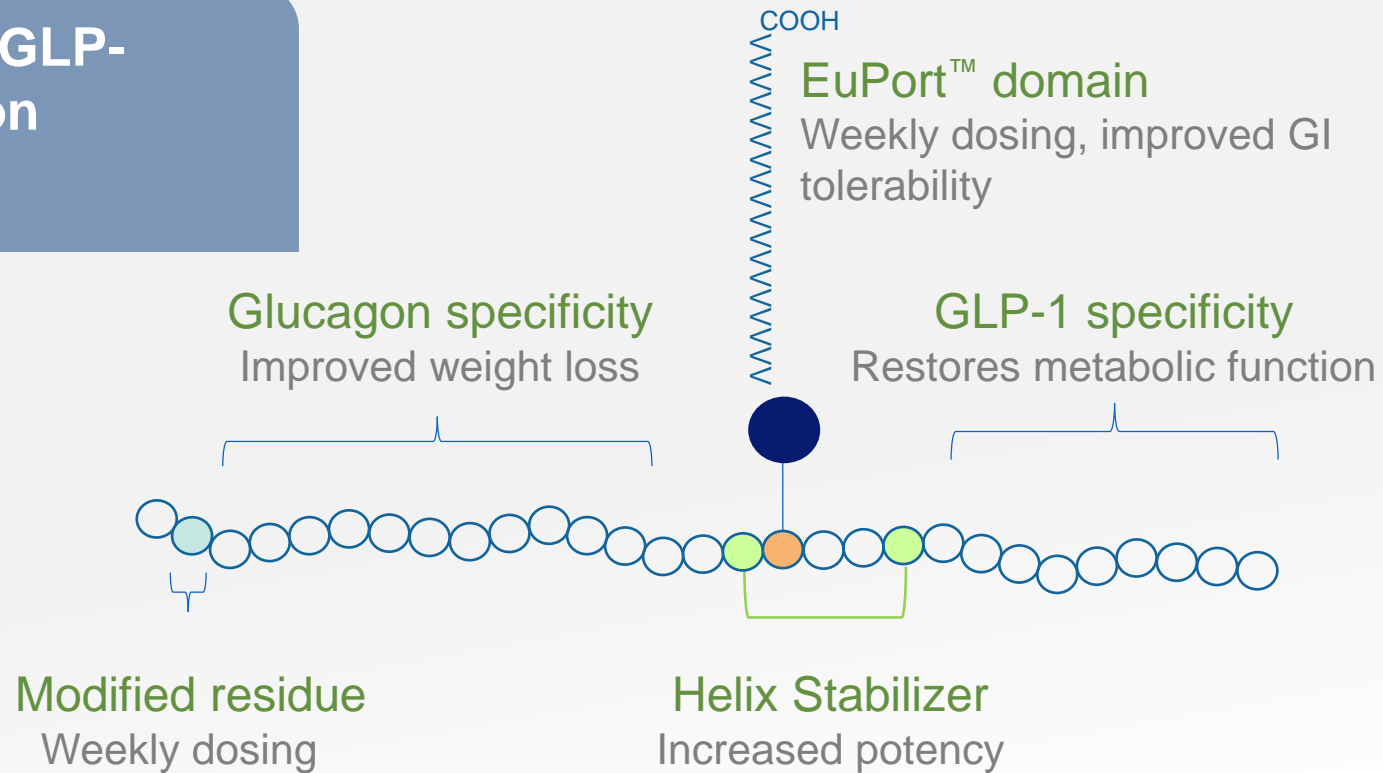 GLP-
on
COOH
EuPort™ domain
Weekly dosing, improved GI
tolerability
Glucagon specificity
Improved weight loss
GLP-1 specificity
Restores metabolic function
Modified residue
Weekly dosing
Helix Stabilizer
Increased potency